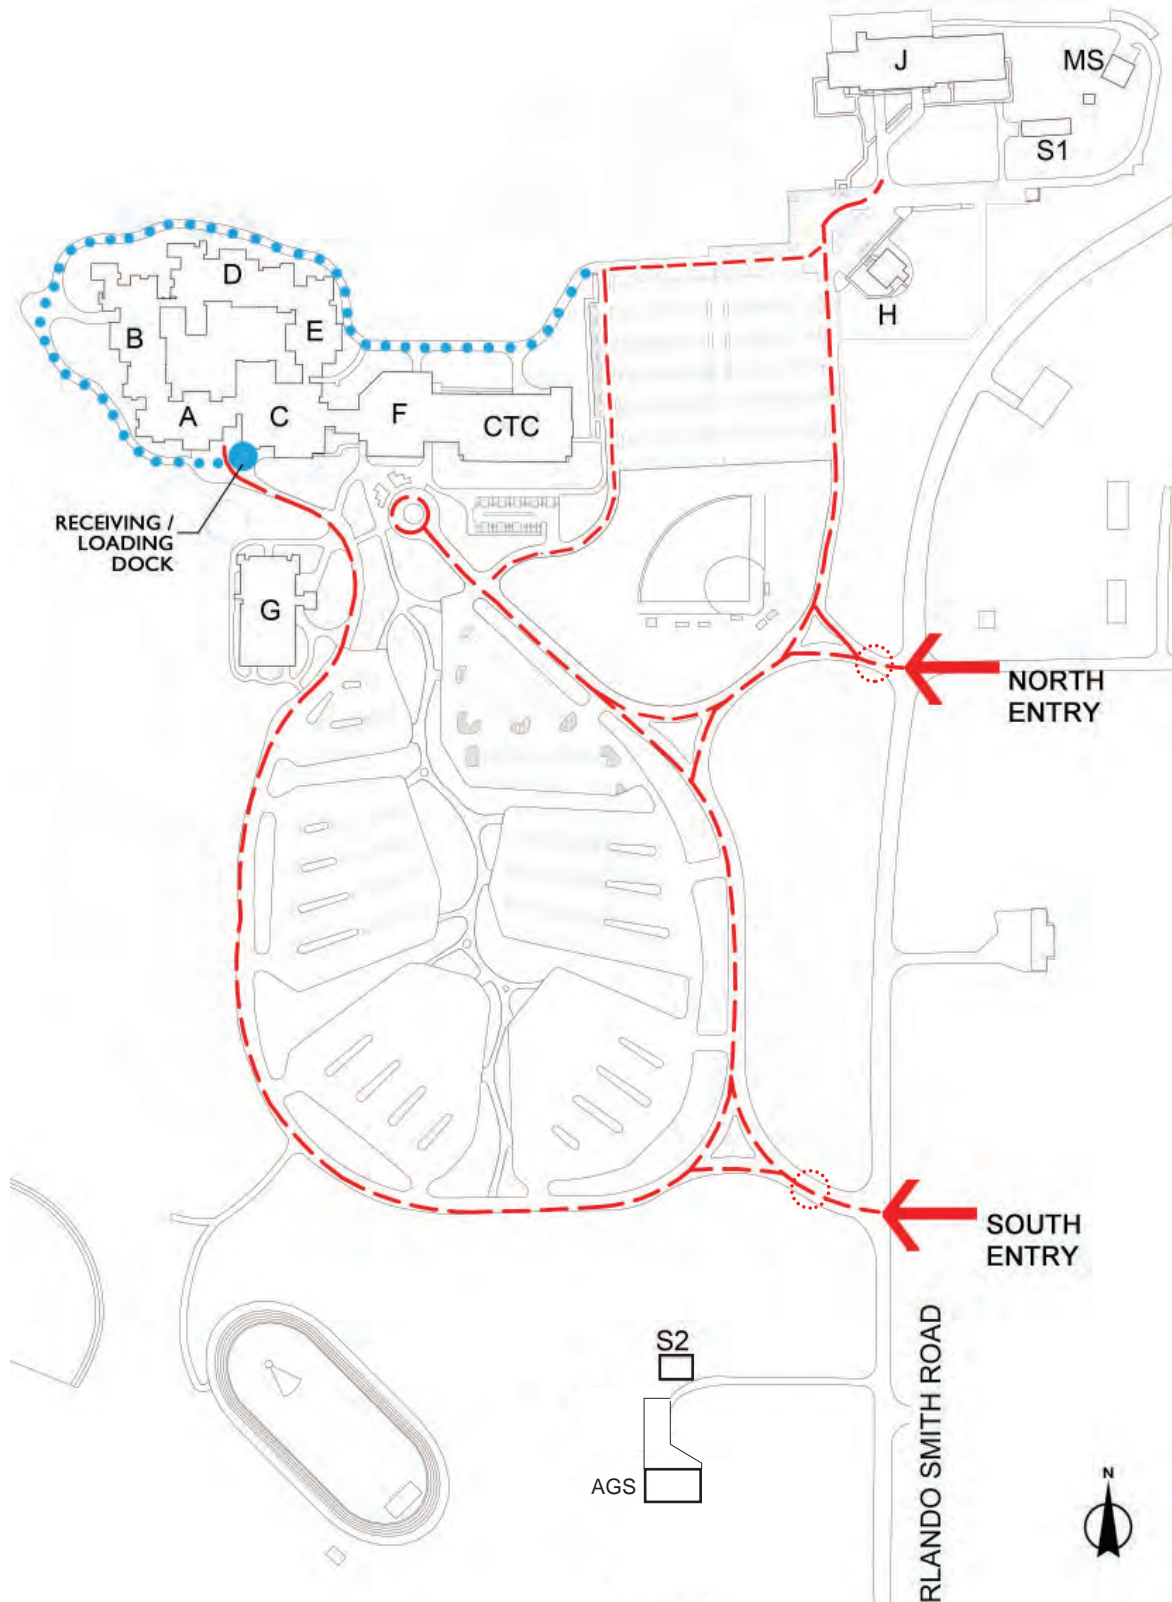 J
MS
S1
D
E
B
H
A
C
F
CTC
RECEIVING /
LOADING
DOCK
G
NORTH
ENTRY
SOUTH
ENTRY
S2
AGS
RLANDO SMITH ROAD
N